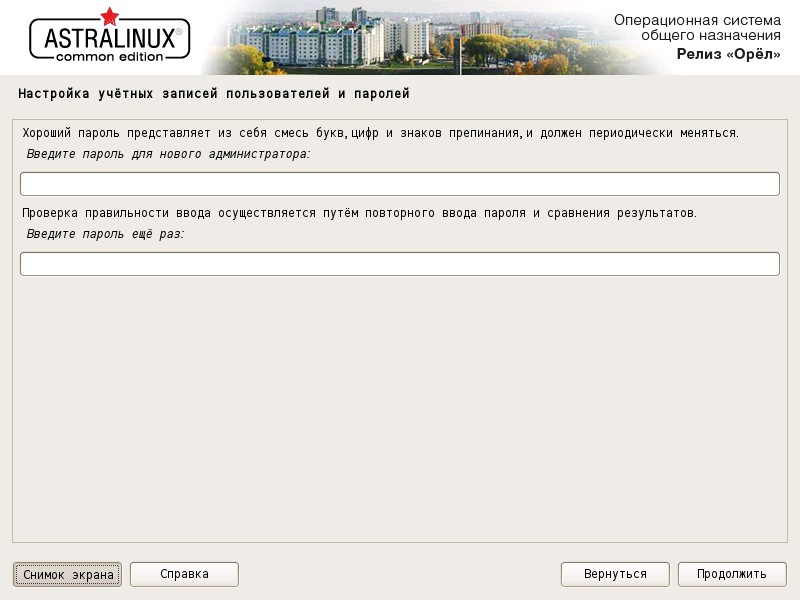 ASTRALINUX®
common edition
Операционная система
общего назначения
Релиз «Орёл»
Настройка учётных записей пользователей и паролей
Хороший пароль представляет из себя смесь букв, цифр и знаков препинания, и должен периодически меняться.
Введите пароль для нового администратора:
Проверка правильности ввода осуществляется путём повторного ввода пароля и сравнения результатов.
Введите пароль ещё раз:
Снимок экрана
Справка
Вернуться
Продолжить